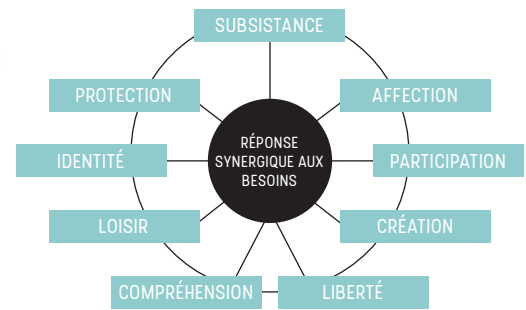 SUBSISTANCE
PROTECTION
AFFECTION
RÉPONSE
SYNERGIQUE AUX
BESOINS
IDENTITÉ
PARTICIPATION
LOISIR
CRÉATION
COMPRÉHENSION
LIBERTÉ